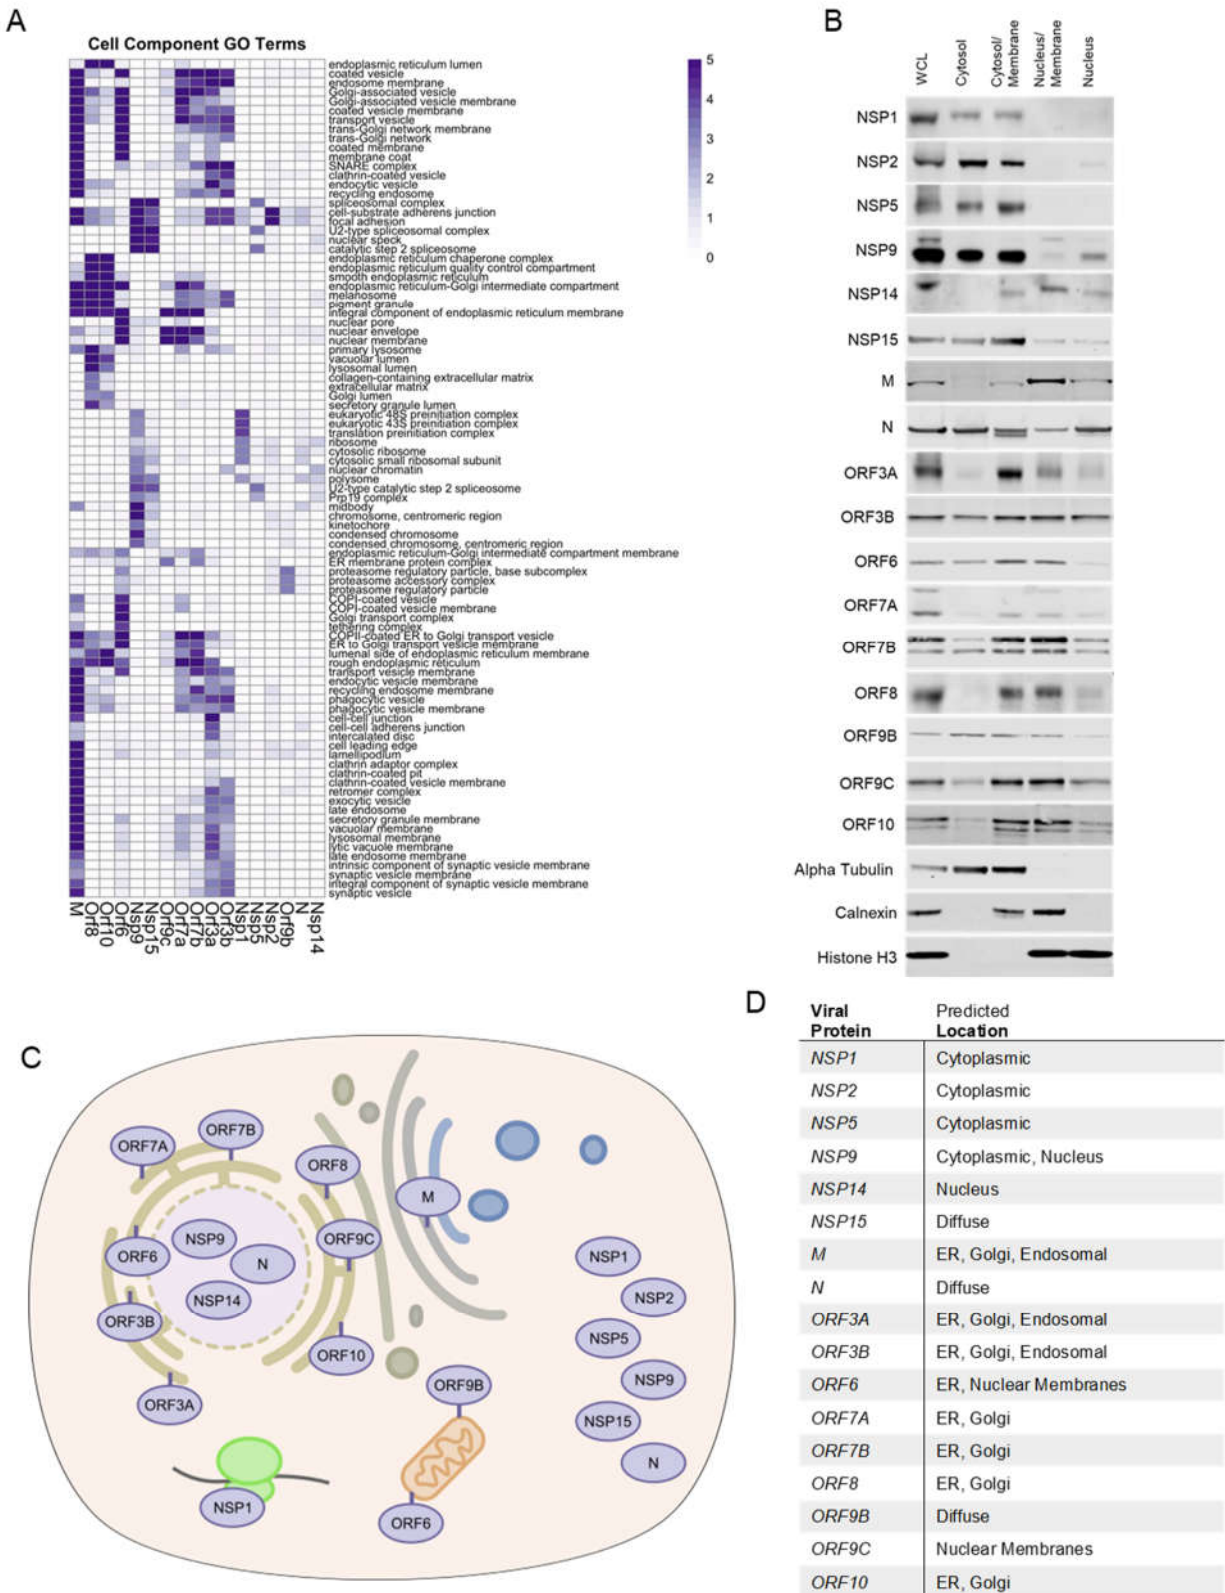 A
Cell Component GO Terms
endoplasmic reticulum lumen
coated vesicle
endosome membrane
Golgi-associated vesicle
Golgi-associated vesicle membrane
coated vesicle membrane
transport vesicle
trans-Golgi network membrane
trans-Golgi network
coated membrane
membrane coat
SNARE complex
clathrin-coated vesicle
endocytic vesicle
recycling endosome
spliceosomal complex
cell-substrate adherens junction
focal adhesion
U2-type spliceosomal complex
nuclear speck
catalytic step 2 spliceosome
endoplasmic reticulum chaperone complex
endoplasmic reticulum quality control compartment
smooth endoplasmic reticulum
endoplasmic reticulum-Golgi intermediate compartment
melanosome
pigment granule
integral component of endoplasmic reticulum membrane
nuclear pore
nuclear envelope
nuclear membrane
primary lysosome
vacuolar lumen
lysosomal lumen
collagen-containing extracellular matrix
extracellular matrix
Golgi lumen
secretory granule lumen
eukaryotic 48S preinitiation complex
eukaryotic 43S preinitiation complex
translation preinitiation complex
ribosome
cytosolic ribosome
cytosolic small ribosomal subunit
nuclear chromatin
polysome
U2-type catalytic step 2 spliceosome
Prp19 complex
midbody
chromosome, centromeric region
kinetochore
condensed chromosome
condensed chromosome, centromeric region
endoplasmic reticulum-Golgi intermediate compartment membrane
ER membrane protein complex
proteasome regulatory particle, base subcomplex
proteasome accessory complex
proteasome regulatory particle
COPI-coated vesicle
COPI-coated vesicle membrane
Golgi transport complex
tethering complex
COPII-coated ER to Golgi transport vesicle
ER to Golgi transport vesicle membrane
lumenal side of endoplasmic reticulum membrane
rough endoplasmic reticulum
transport vesicle membrane
endocytic vesicle membrane
recycling endosome membrane
phagocytic vesicle
phagocytic vesicle membrane
cell-cell junction
cell-cell adherens junction
intercalated disc
cell leading edge
lamellipodium
clathrin adaptor complex
clathrin-coated pit
clathrin-coated vesicle membrane
retromer complex
exocytic vesicle
late endosome
secretory granule membrane
vacuolar membrane
lysosomal membrane
lytic vacuole membrane
late endosome membrane
intrinsic component of synaptic vesicle membrane
synaptic vesicle membrane
integral component of synaptic vesicle membrane
synaptic vesicle
M
Orf8
Orf10
Orf6
Nsp9
Nsp15
Orf9c
Orf7a
Orf7b
Orf3a
Orf3b
Nsp1
Nsp5
Nsp2
Orf9b
N
Nsp14
5
4
3
2
1
0
B
WCL
Cytosol
Cytosol/
Membrane
Nucleus/
Membrane
Nucleus
NSP1
NSP2
NSP5
NSP9
NSP14
NSP15
M
N
ORF3A
ORF3B
ORF6
ORF7A
ORF7B
ORF8
ORF9B
ORF9C
ORF10
Alpha Tubulin
Calnexin
Histone H3
C
ORF7A
ORF7B
ORF8
M
NSP9
ORF6
N
ORF9C
NSP14
ORF3B
ORF10
ORF3A
ORF9B
NSP1
ORF6
NSP1
NSP2
NSP5
NSP9
NSP15
N
D
Viral Protein Predicted Location
NSP1 Cytoplasmic
NSP2 Cytoplasmic
NSP5 Cytoplasmic
NSP9 Cytoplasmic, Nucleus
NSP14 Nucleus
NSP15 Diffuse
M ER, Golgi, Endosomal
N Diffuse
ORF3A ER, Golgi, Endosomal
ORF3B ER, Golgi, Endosomal
ORF6 ER, Nuclear Membranes
ORF7A ER, Golgi
ORF7B ER, Golgi
ORF8 ER, Golgi
ORF9B Diffuse
ORF9C Nuclear Membranes
ORF10 ER, Golgi